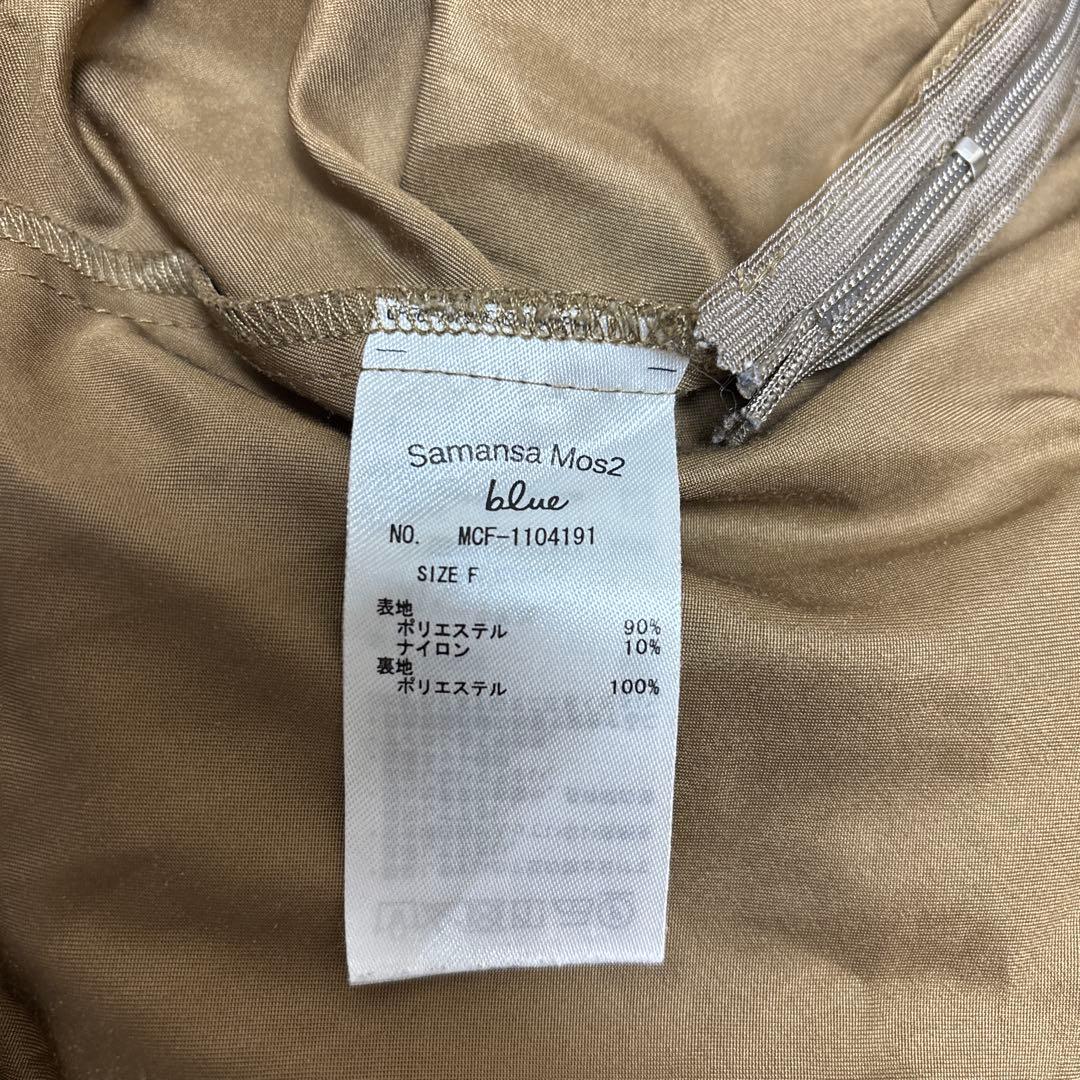 Samansa Mos2
blue
NO. MCF-1104191
SIZE F
表地
ポリエステル 90%
ナイロン 10%
裏地
ポリエステル 100%